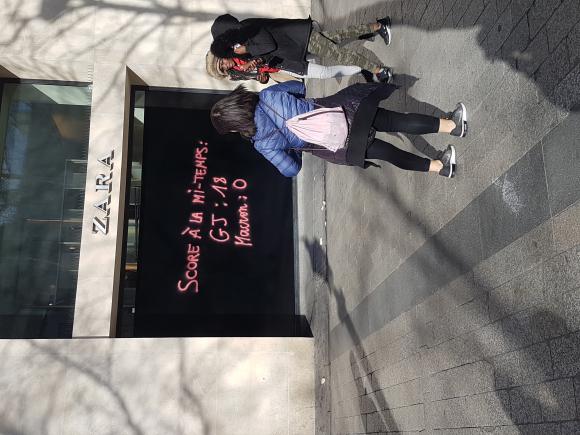 ZARA
SCORE À LA MI-TEMPS:
GJ : 18
Macron : 0